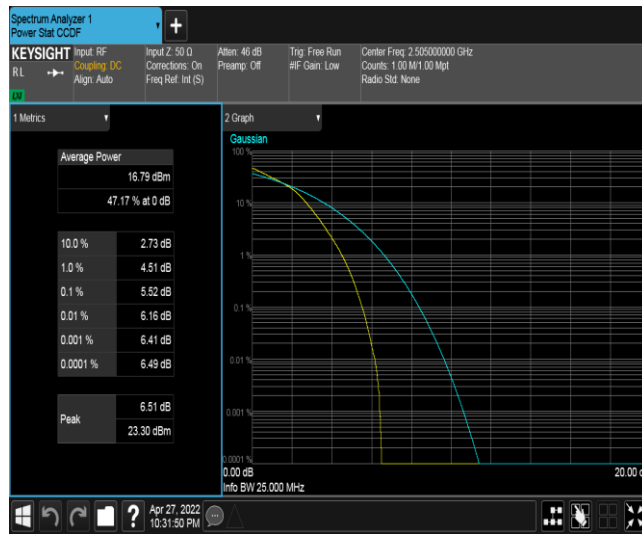 Spectrum Analyzer 1
Power Stat CCDF
+
KEYSIGHT
RL
Input: RF
Coupling: DC
Align: Auto
Input Z: 50 Ω
Corrections: On
Freq Ref: Int (S)
Atten: 46 dB
Preamp: Off
Trig: Free Run
#IF Gain: Low
Center Freq: 2.505000000 GHz
Counts: 1.00 M/1.00 Mpt
Radio Std: None
1 Metrics
Average Power
16.79 dBm
47.17 % at 0 dB
10.0 % 2.73 dB
1.0 % 4.51 dB
0.1 % 5.52 dB
0.01 % 6.16 dB
0.001 % 6.41 dB
0.0001 % 6.49 dB
Peak
6.51 dB
23.30 dBm
2 Graph
Gaussian
100 %
10 %
1 %
0.1 %
0.01 %
0.001 %
0.0001 %
0.00 dB
20.00
Info BW 25.000 MHz
?
Apr 27, 2022
10:31:50 PM